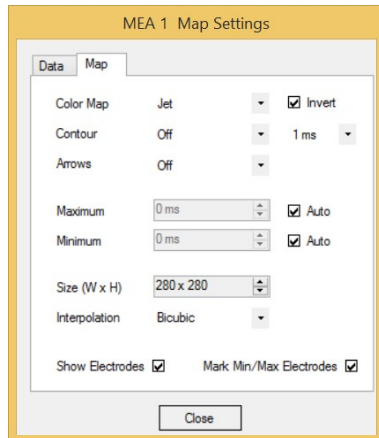 MEA 1 Map Settings
Data Map
Color Map Jet Invert
Contour Off 1 ms
Arrows Off
Maximum 0 ms Auto
Minimum 0 ms Auto
Size (W x H) 280 x 280
Interpolation Bicubic
Show Electrodes Mark Min/Max Electrodes
Close